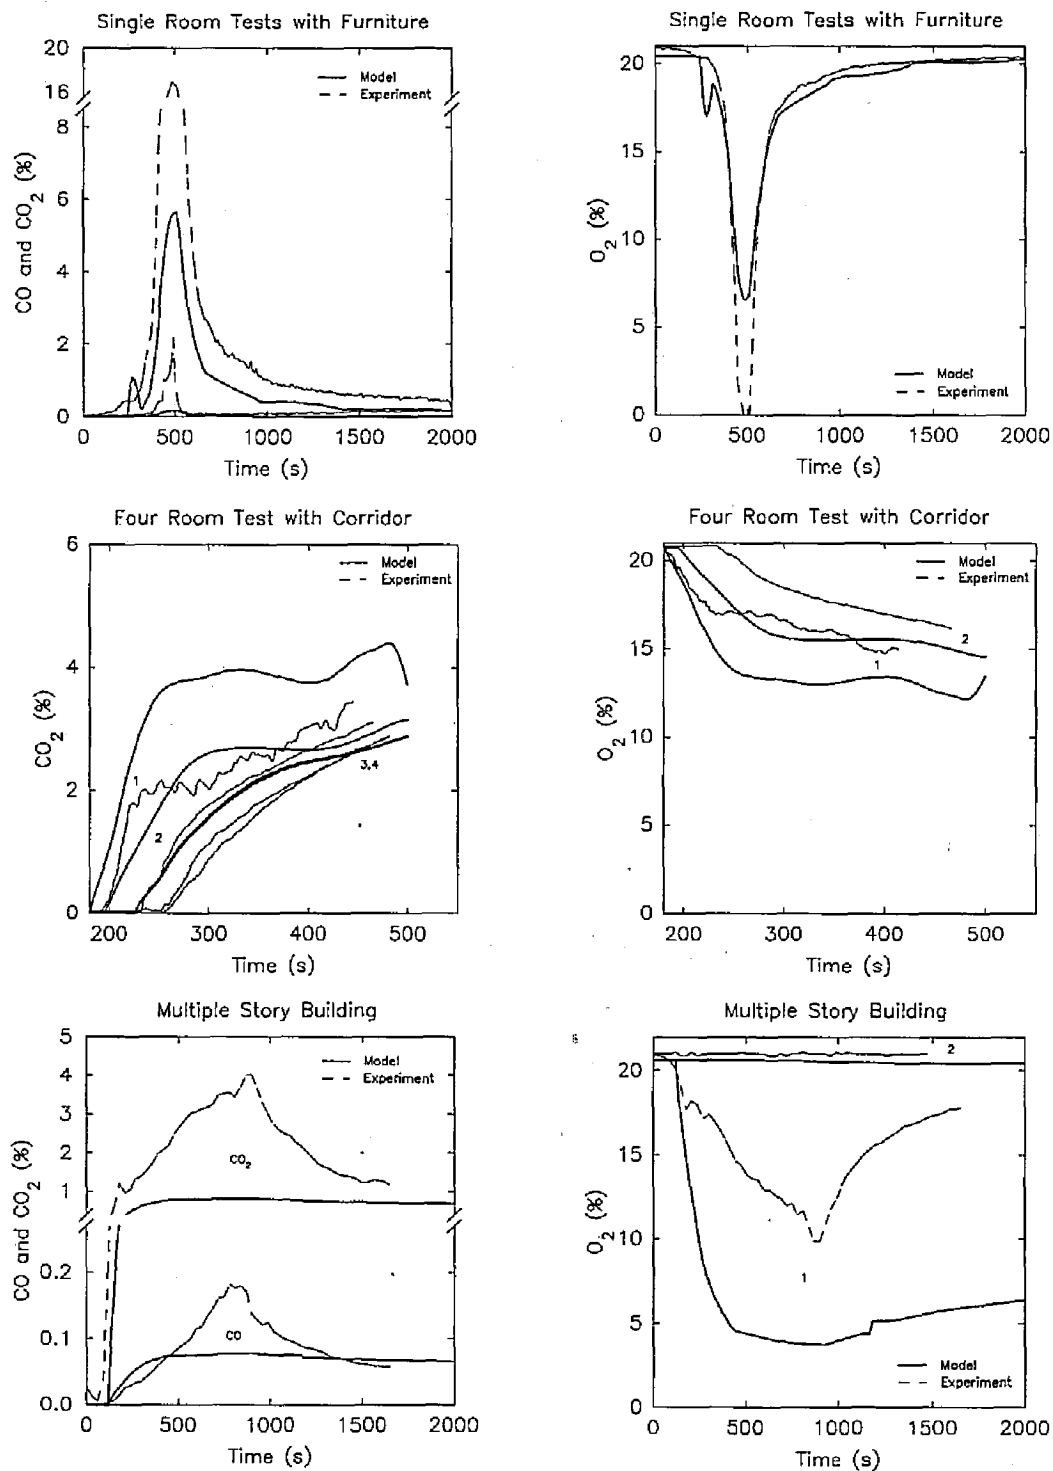 Single Room Tests with Furniture
20
16
8
6
4
2
0
CO and CO2 (%)
Model
Experiment
0 500 1000 1500 2000
Time (s)
Single Room Tests with Furniture
20
15
10
5
0
O2 (%)
Model
Experiment
0 500 1000 1500 2000
Time (s)
Four Room Test with Corridor
6
4
2
0
CO2 (%)
Model
Experiment
1
2
3,4
200 300 400 500
Time (s)
Four Room Test with Corridor
20
15
10
5
0
O2 (%)
Model
Experiment
2
1
200 300 400 500
Time (s)
Multiple Story Building
5
4
3
2
1
0.2
0.1
0.0
CO and CO2 (%)
Model
Experiment
CO2
CO
0 500 1000 1500 2000
Time (s)
Multiple Story Building
20
15
10
5
0
O2 (%)
2
1
Model
Experiment
0 500 1000 1500 2000
Time (s)